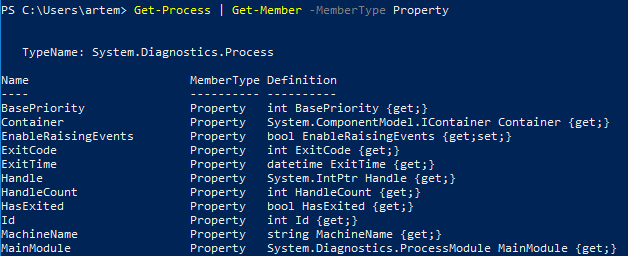 PS C:\Users\artem> Get-Process | Get-Member -MemberType Property
TypeName: System.Diagnostics.Process
Name MemberType Definition
---- ---------- ----------
BasePriority Property int BasePriority {get;}
Container Property System.ComponentModel.IContainer Container {get;}
EnableRaisingEvents Property bool EnableRaisingEvents {get;set;}
ExitCode Property int ExitCode {get;}
ExitTime Property datetime ExitTime {get;}
Handle Property System.IntPtr Handle {get;}
HandleCount Property int HandleCount {get;}
HasExited Property bool HasExited {get;}
Id Property int Id {get;}
MachineName Property string MachineName {get;}
MainModule Property System.Diagnostics.ProcessModule MainModule {get;}